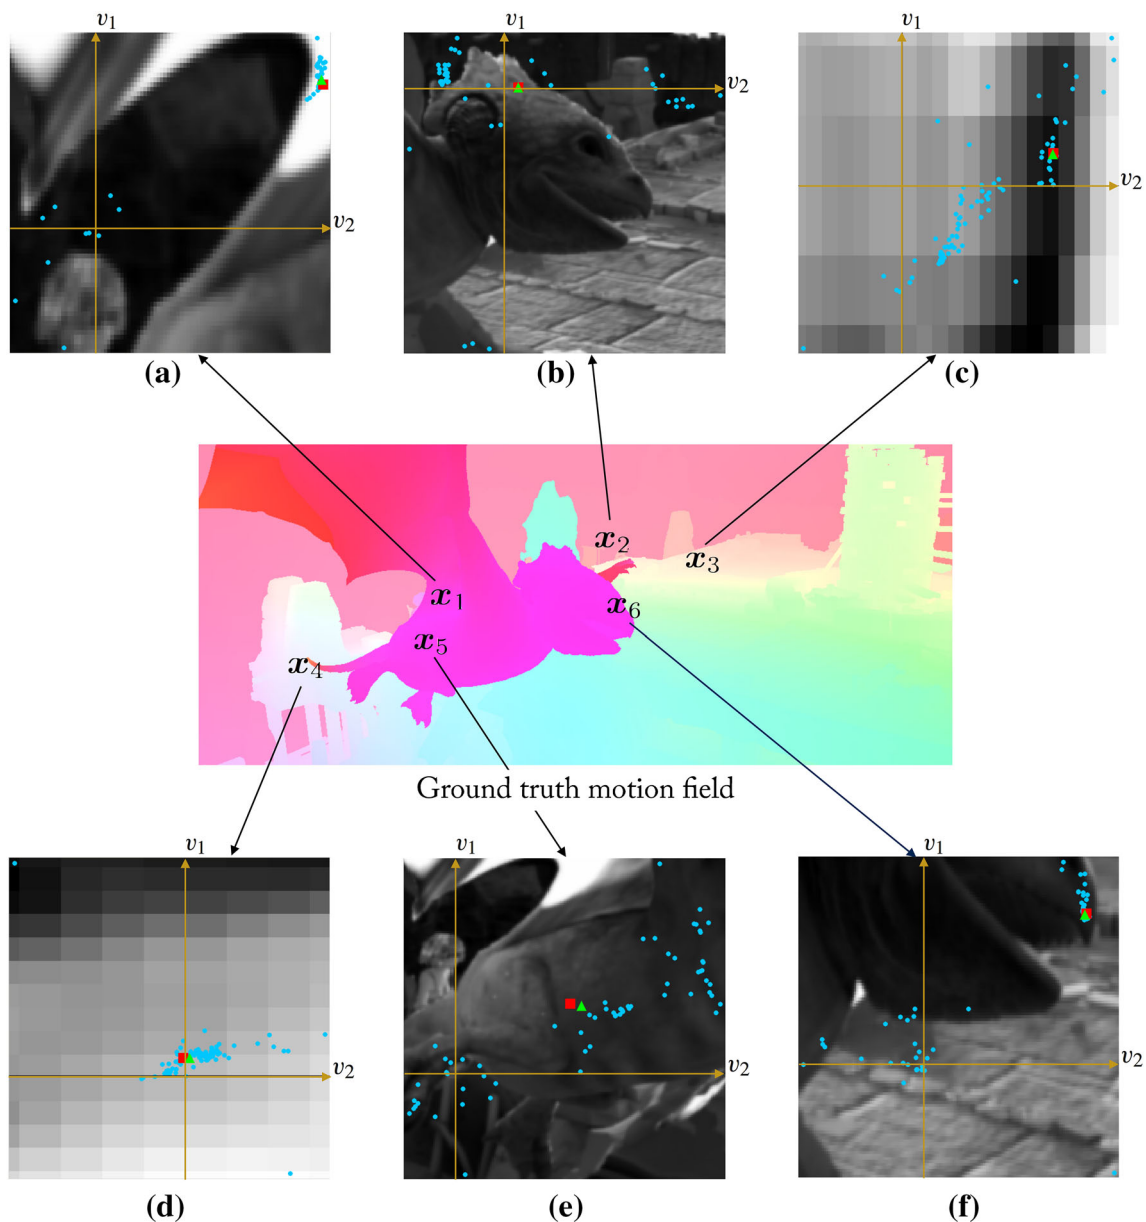 v₁
v₁
v₁
v₂
v₂
v₂
(a)
(b)
(c)
x₂
x₃
x₁
x₆
x₅
x₄
Ground truth motion field
v₁
v₁
v₁
v₂
v₂
v₂
(d)
(e)
(f)